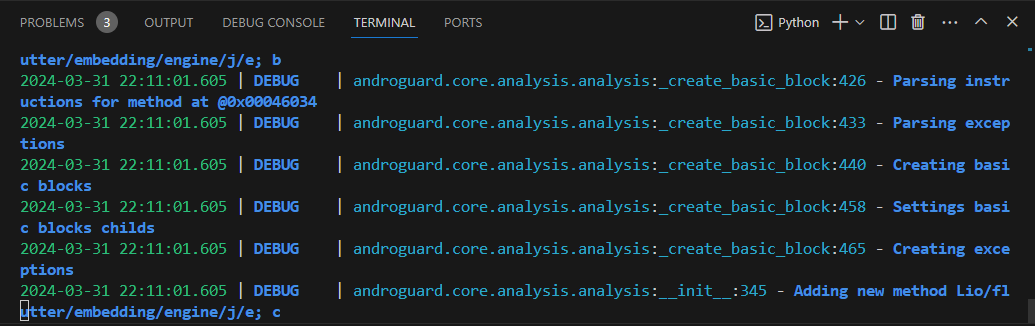 PROBLEMS 3 OUTPUT DEBUG CONSOLE TERMINAL PORTS Python
utter/embedding/engine/j/e; b
2024-03-31 22:11:01.605 | DEBUG    | androguard.core.analysis.analysis:_create_basic_block:426 - Parsing instr
uctions for method at @0x00046034
2024-03-31 22:11:01.605 | DEBUG    | androguard.core.analysis.analysis:_create_basic_block:433 - Parsing excep
tions
2024-03-31 22:11:01.605 | DEBUG    | androguard.core.analysis.analysis:_create_basic_block:440 - Creating basi
c blocks
2024-03-31 22:11:01.605 | DEBUG    | androguard.core.analysis.analysis:_create_basic_block:458 - Settings basi
c blocks childs
2024-03-31 22:11:01.605 | DEBUG    | androguard.core.analysis.analysis:_create_basic_block:465 - Creating exce
ptions
2024-03-31 22:11:01.605 | DEBUG    | androguard.core.analysis.analysis:__init__:345 - Adding new method Lio/fl
utter/embedding/engine/j/e; c